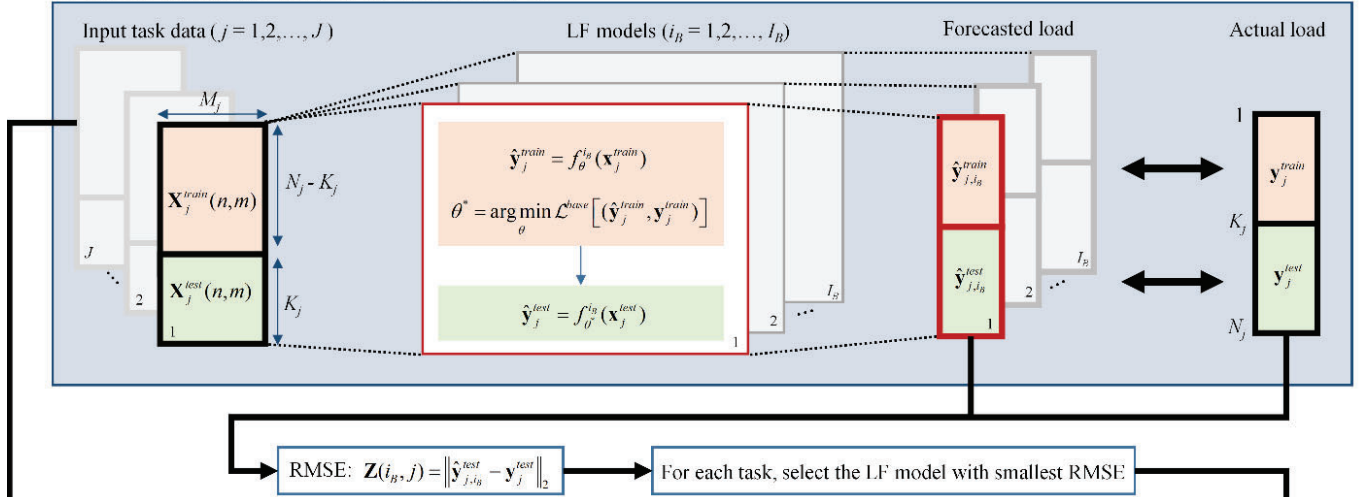 Input task data (j = 1,2,..., J)
LF models (i_B = 1,2,..., I_B)
Forecasted load
Actual load
M_j
N_j - K_j
K_j
X_j^{train}(n,m)
X_j^{test}(n,m)
1
2
J
ŷ_j^{train} = f_θ^{i_B}(x_j^{train})
θ^* = arg min_θ ℒ^{base}[(ŷ_j^{train}, y_j^{train})]
ŷ_j^{test} = f_{θ^*}^{i_B}(x_j^{test})
1
2
I_B
ŷ_{j,i_B}^{train}
ŷ_{j,i_B}^{test}
1
2
I_B
1
y_j^{train}
K_j
y_j^{test}
N_j
RMSE: Z(i_B, j) = ‖ŷ_{j,i_B}^{test} − y_j^{test}‖_2
For each task, select the LF model with smallest RMSE